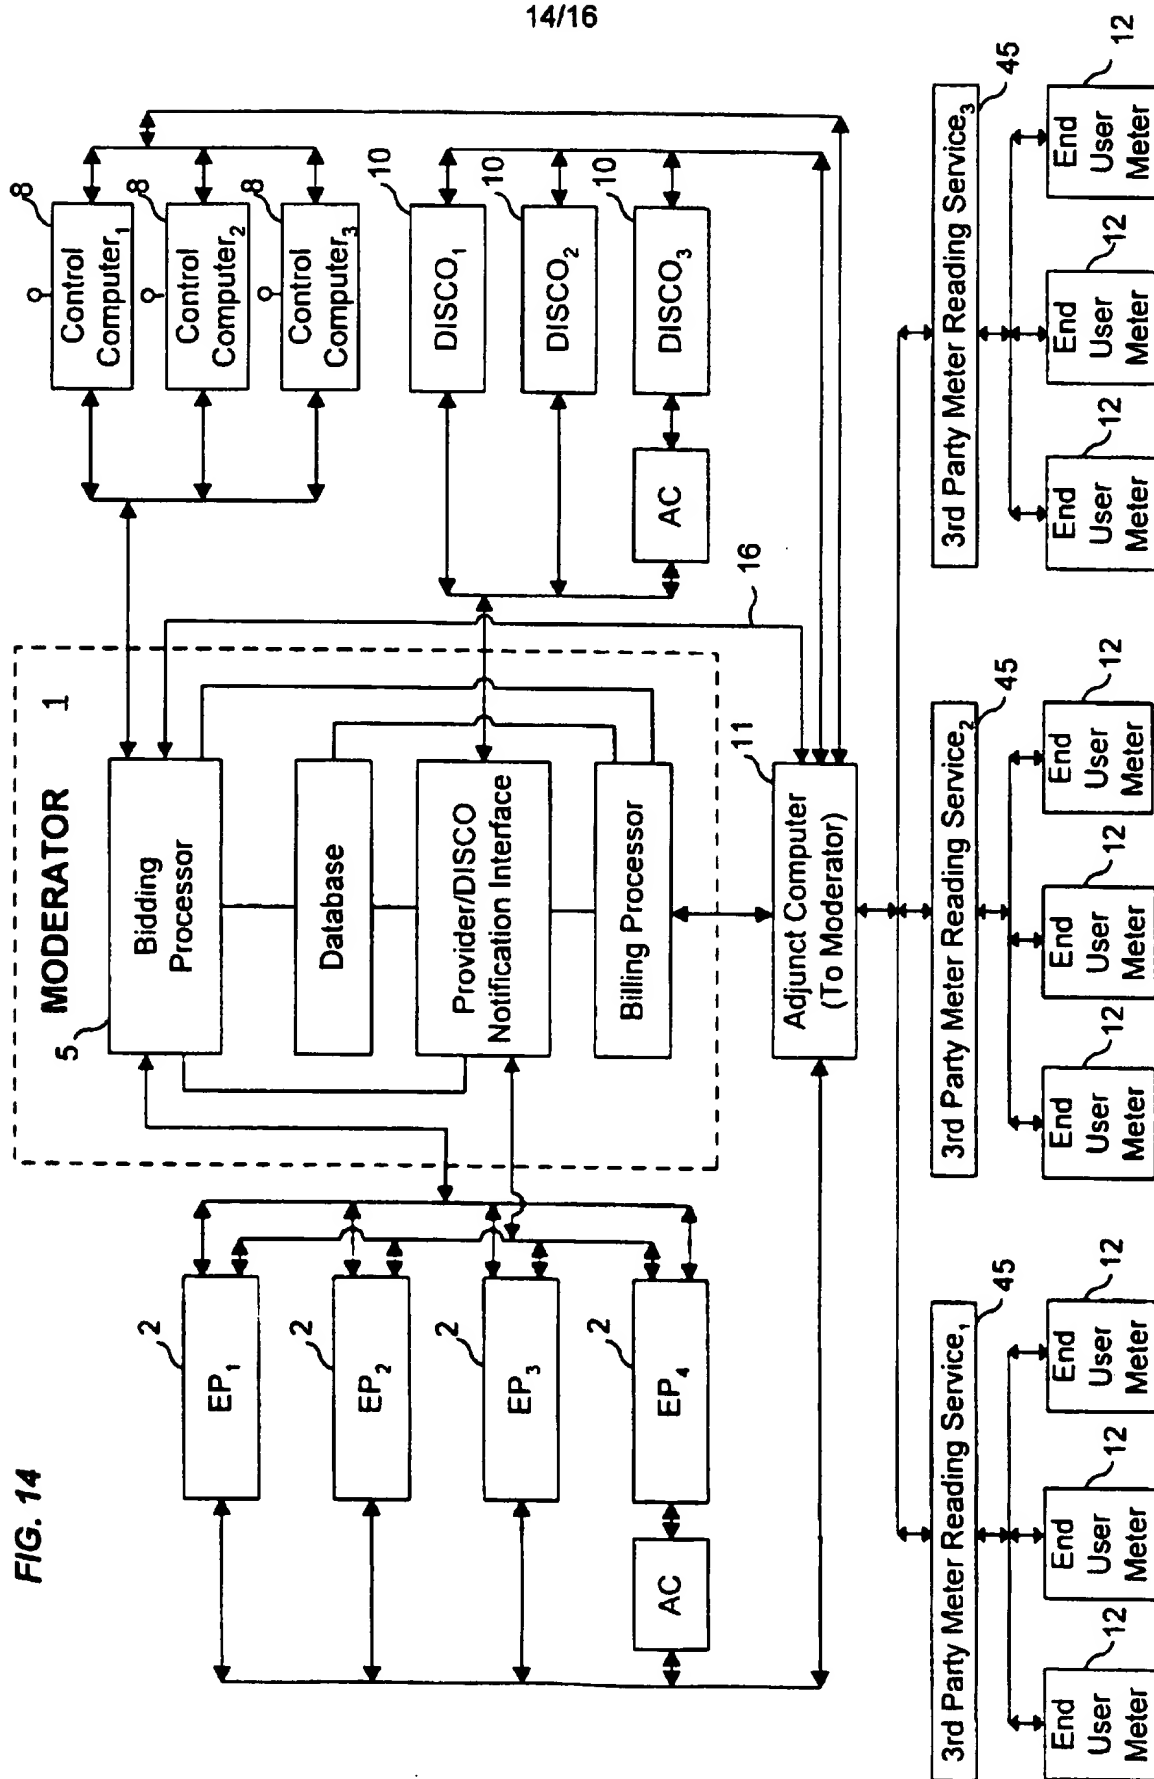 14/16
FIG. 14
MODERATOR 1
5
Bidding
Processor
Database
Provider/DISCO
Notification Interface
Billing Processor
2
EP1
2
EP2
2
EP3
2
EP4
AC
8
Control
Computer1
8
Control
Computer2
8
Control
Computer3
10
DISCO1
10
DISCO2
10
DISCO3
AC
16
11
Adjunct Computer
(To Moderator)
3rd Party Meter Reading Service1
45
3rd Party Meter Reading Service2
45
3rd Party Meter Reading Service3
45
12
End
User
Meter
12
End
User
Meter
12
End
User
Meter
12
End
User
Meter
12
End
User
Meter
12
End
User
Meter
12
End
User
Meter
12
End
User
Meter
12
End
User
Meter